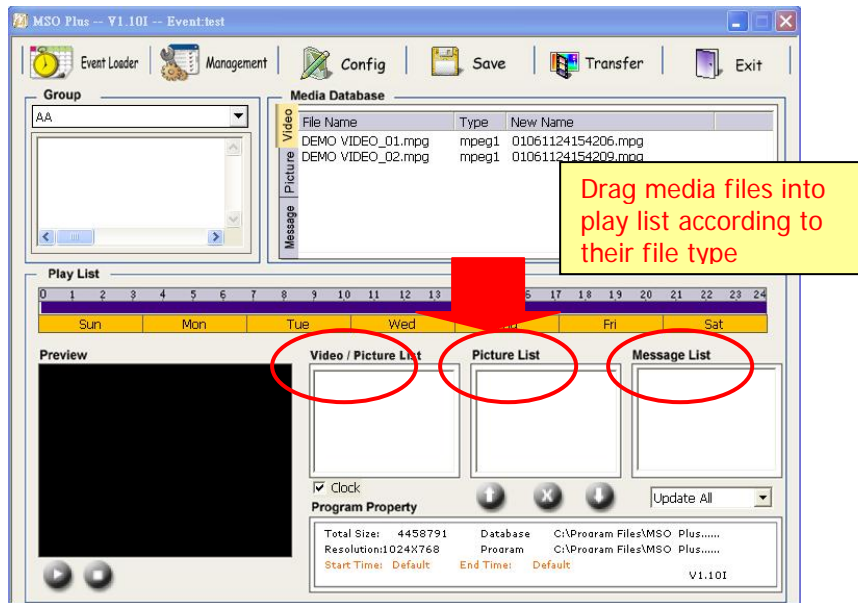 MSO Plus -- V1.10I -- Event:test
Event Loader Management Config Save Transfer Exit
Group
AA
Media Database
Video
Picture
Message
File Name Type New Name
DEMO VIDEO_01.mpg mpeg1 01061124154206.mpg
DEMO VIDEO_02.mpg mpeg1 01061124154209.mpg
Drag media files into
play list according to
their file type
Play List
0 1 2 3 4 5 6 7 8 9 10 11 12 13 17 18 19 20 21 22 23 24
Sun Mon Tue Wed Fri Sat
Preview
Video / Picture List
Picture List
Message List
Clock
Update All
Program Property
Total Size: 4458791 Database C:\Program Files\MSO Plus......
Resolution:1024X768 Program C:\Program Files\MSO Plus......
Start Time: Default End Time: Default
V1.10I